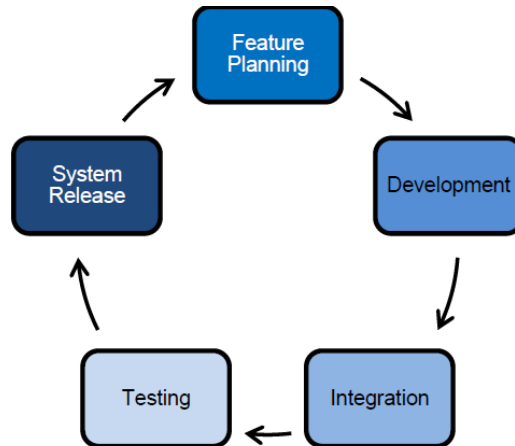 Feature
Planning
System
Release
Development
Testing
Integration